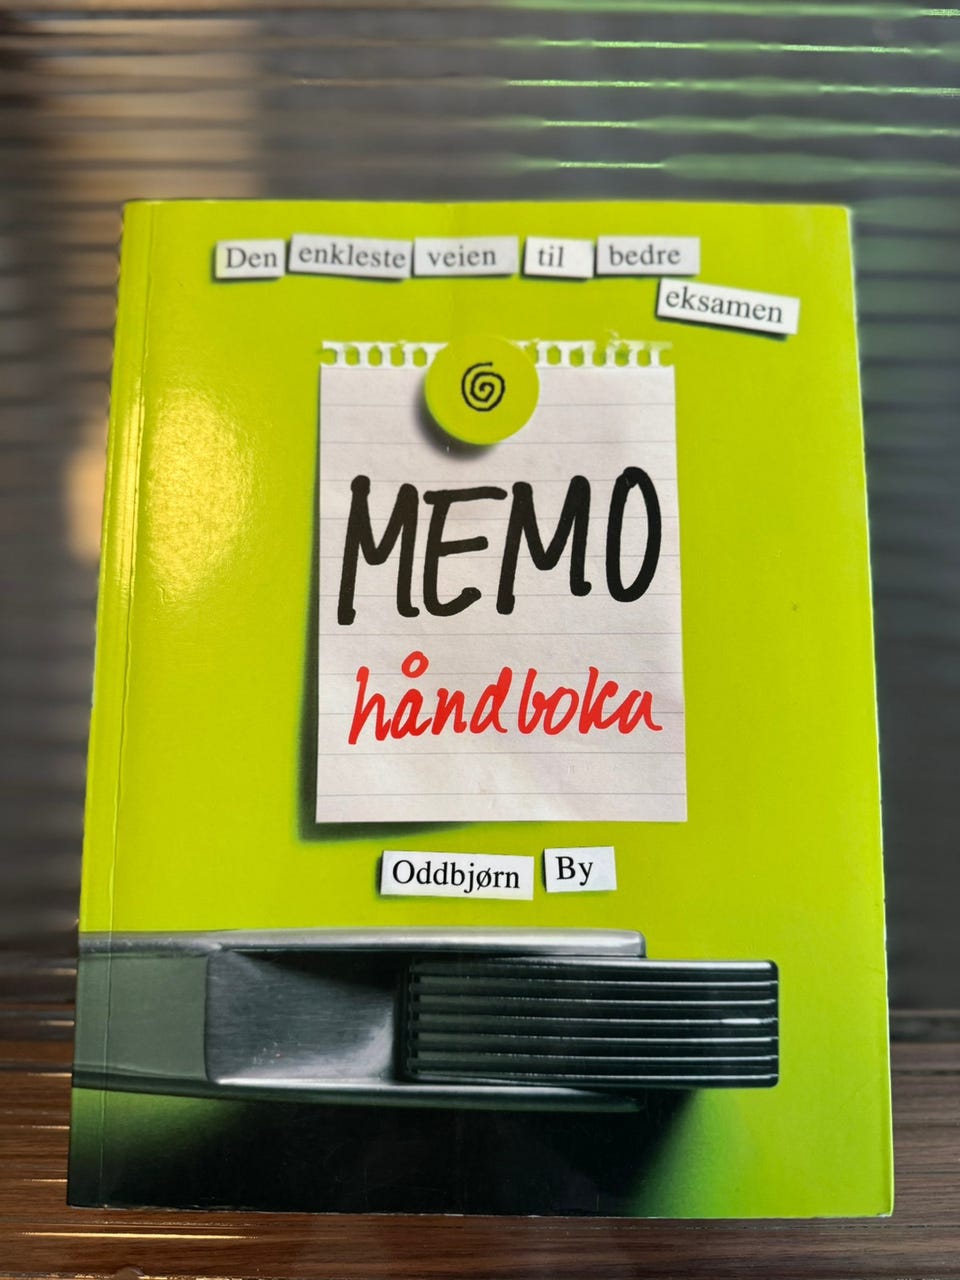 Den enkleste veien til bedre
eksamen
MEMO
håndboka
Oddbjørn By